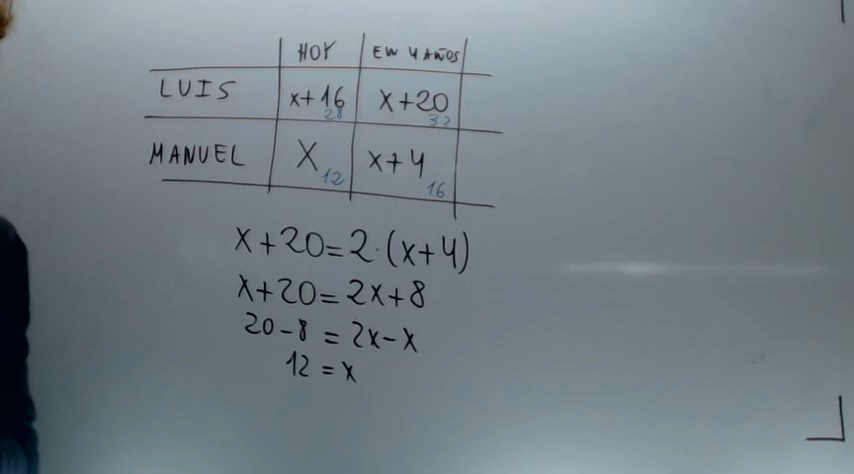 HOY EN 4 AÑOS
LUIS x+16 x+20
28 32
MANUEL X x+4
12 16
x+20=2·(x+4)
x+20=2x+8
20-8=2x-x
12=x